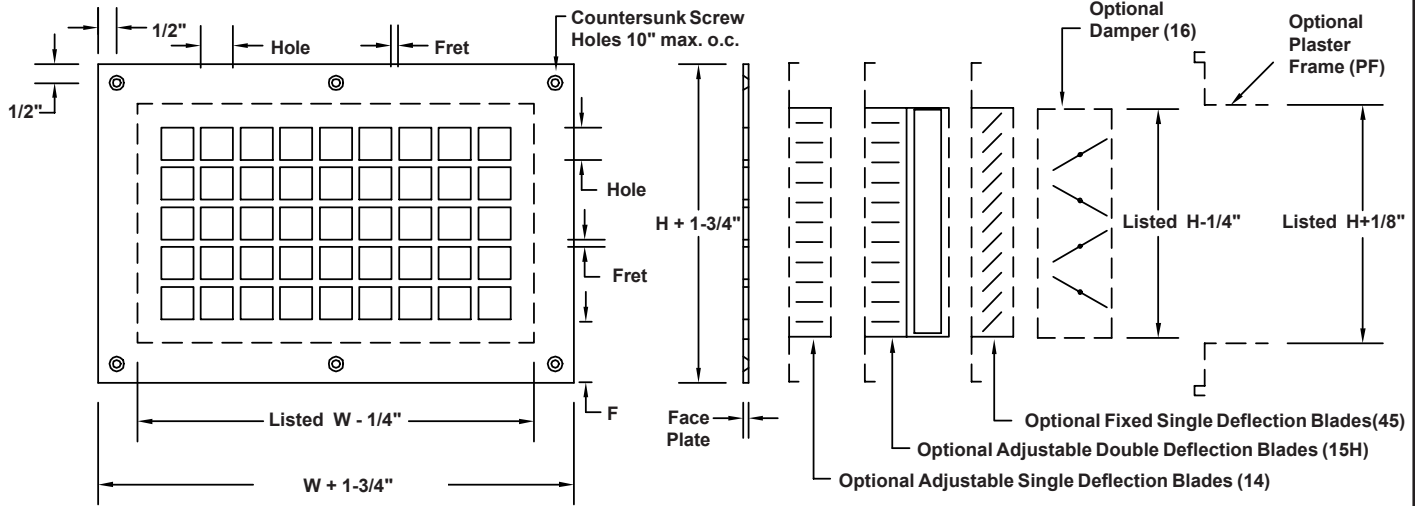 1/2"
Hole
Fret
Countersunk Screw
Holes 10" max. o.c.
Optional
Damper (16)
Optional
Plaster
Frame (PF)
1/2"
Hole
Fret
H + 1-3/4"
Listed H-1/4"
Listed H+1/8"
F
Listed W - 1/4"
Face
Plate
W + 1-3/4"
Optional Fixed Single Deflection Blades(45)
Optional Adjustable Double Deflection Blades (15H)
Optional Adjustable Single Deflection Blades (14)